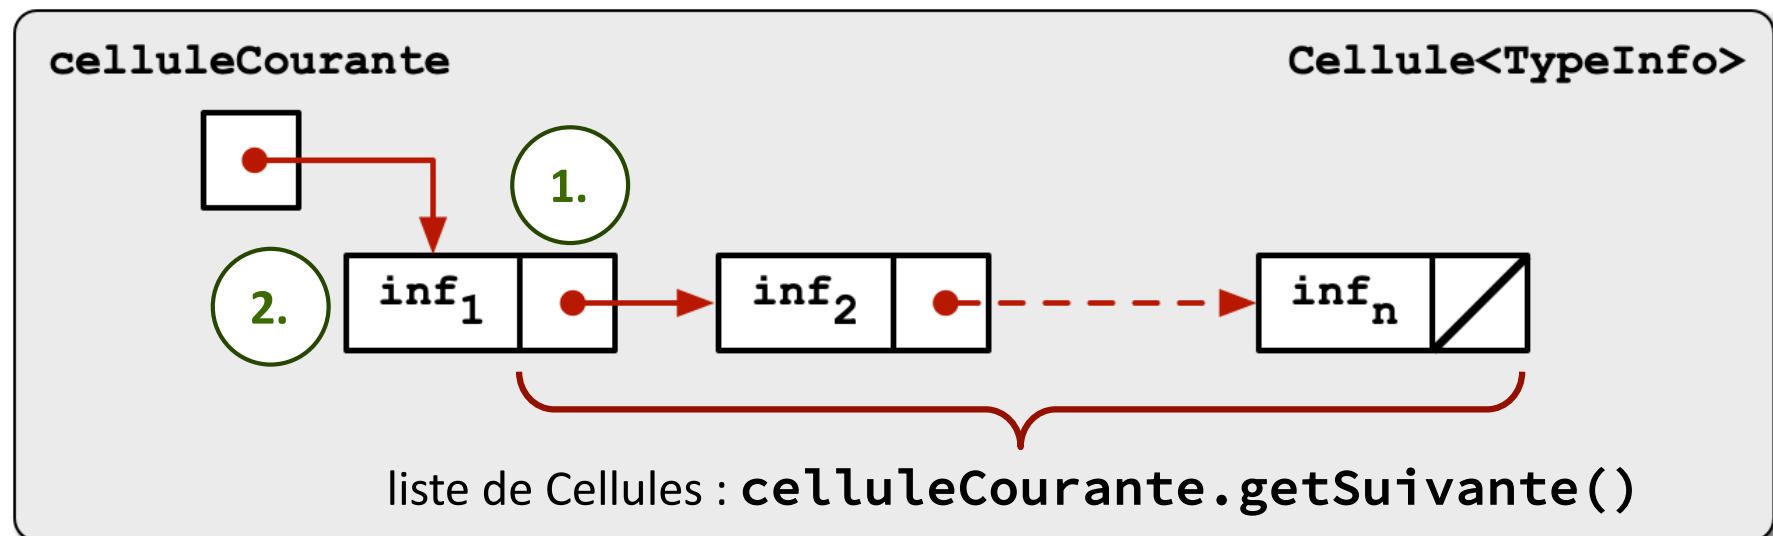 celluleCourante
Cellule<TypeInfo>
1.
2.
inf1
inf2
infn
liste de Cellules : celluleCourante.getSuivante()